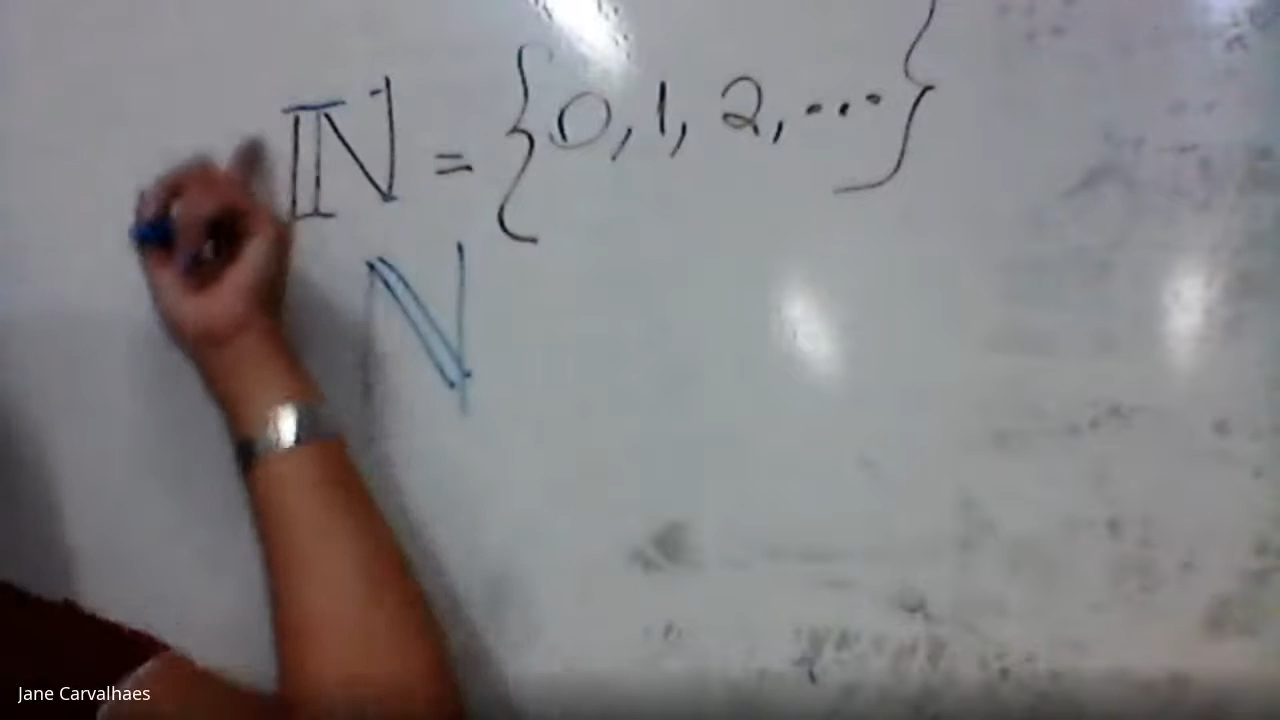 ℕ = {0, 1, 2, ...}
ℕ
Jane Carvalhaes